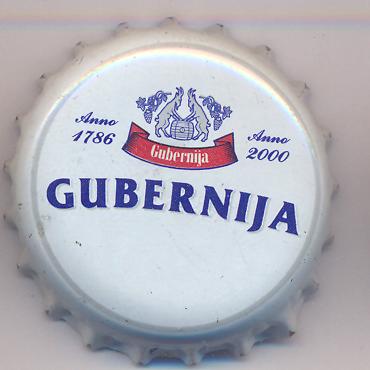 Anno
1786
Gubernija
Anno
2000
GUBERNIJA